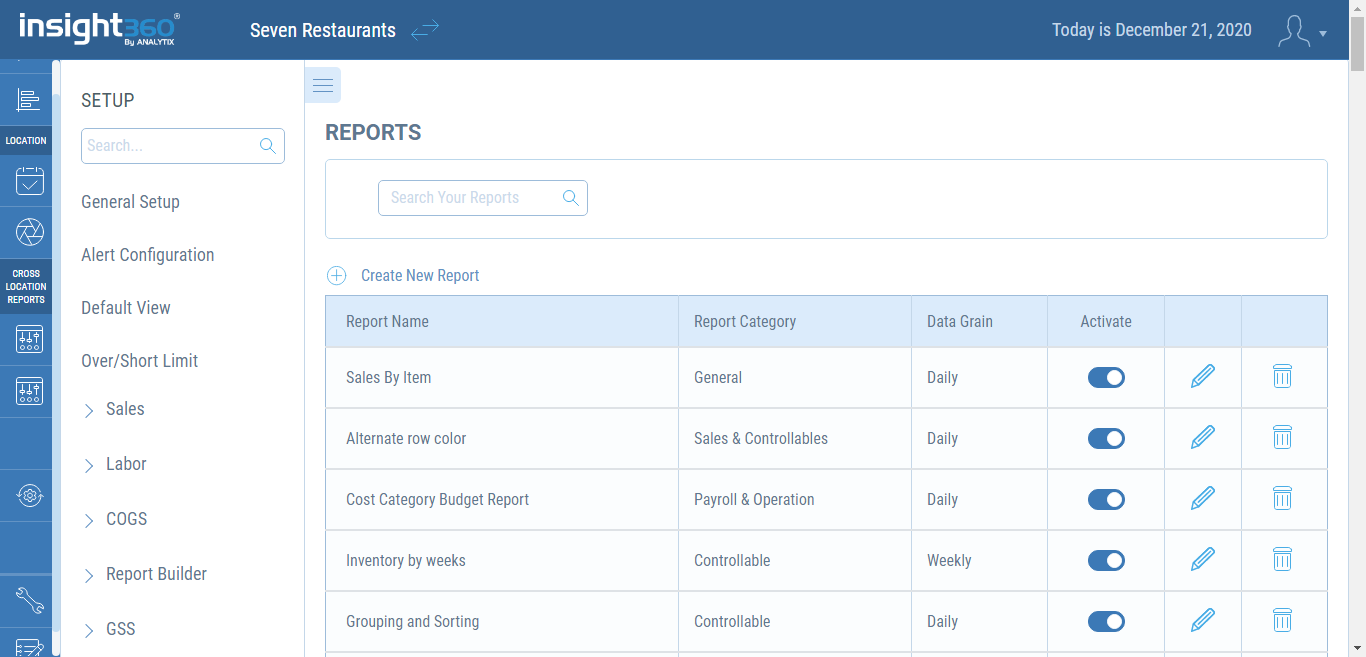 insight360
By ANALYTIX
Seven Restaurants
Today is December 21, 2020
LOCATION
CROSS
LOCATION
REPORTS
SETUP
Search...
General Setup
Alert Configuration
Default View
Over/Short Limit
Sales
Labor
COGS
Report Builder
GSS
REPORTS
Search Your Reports
Create New Report
Report Name Report Category Data Grain Activate
Sales By Item General Daily
Alternate row color Sales & Controllables Daily
Cost Category Budget Report Payroll & Operation Daily
Inventory by weeks Controllable Weekly
Grouping and Sorting Controllable Daily